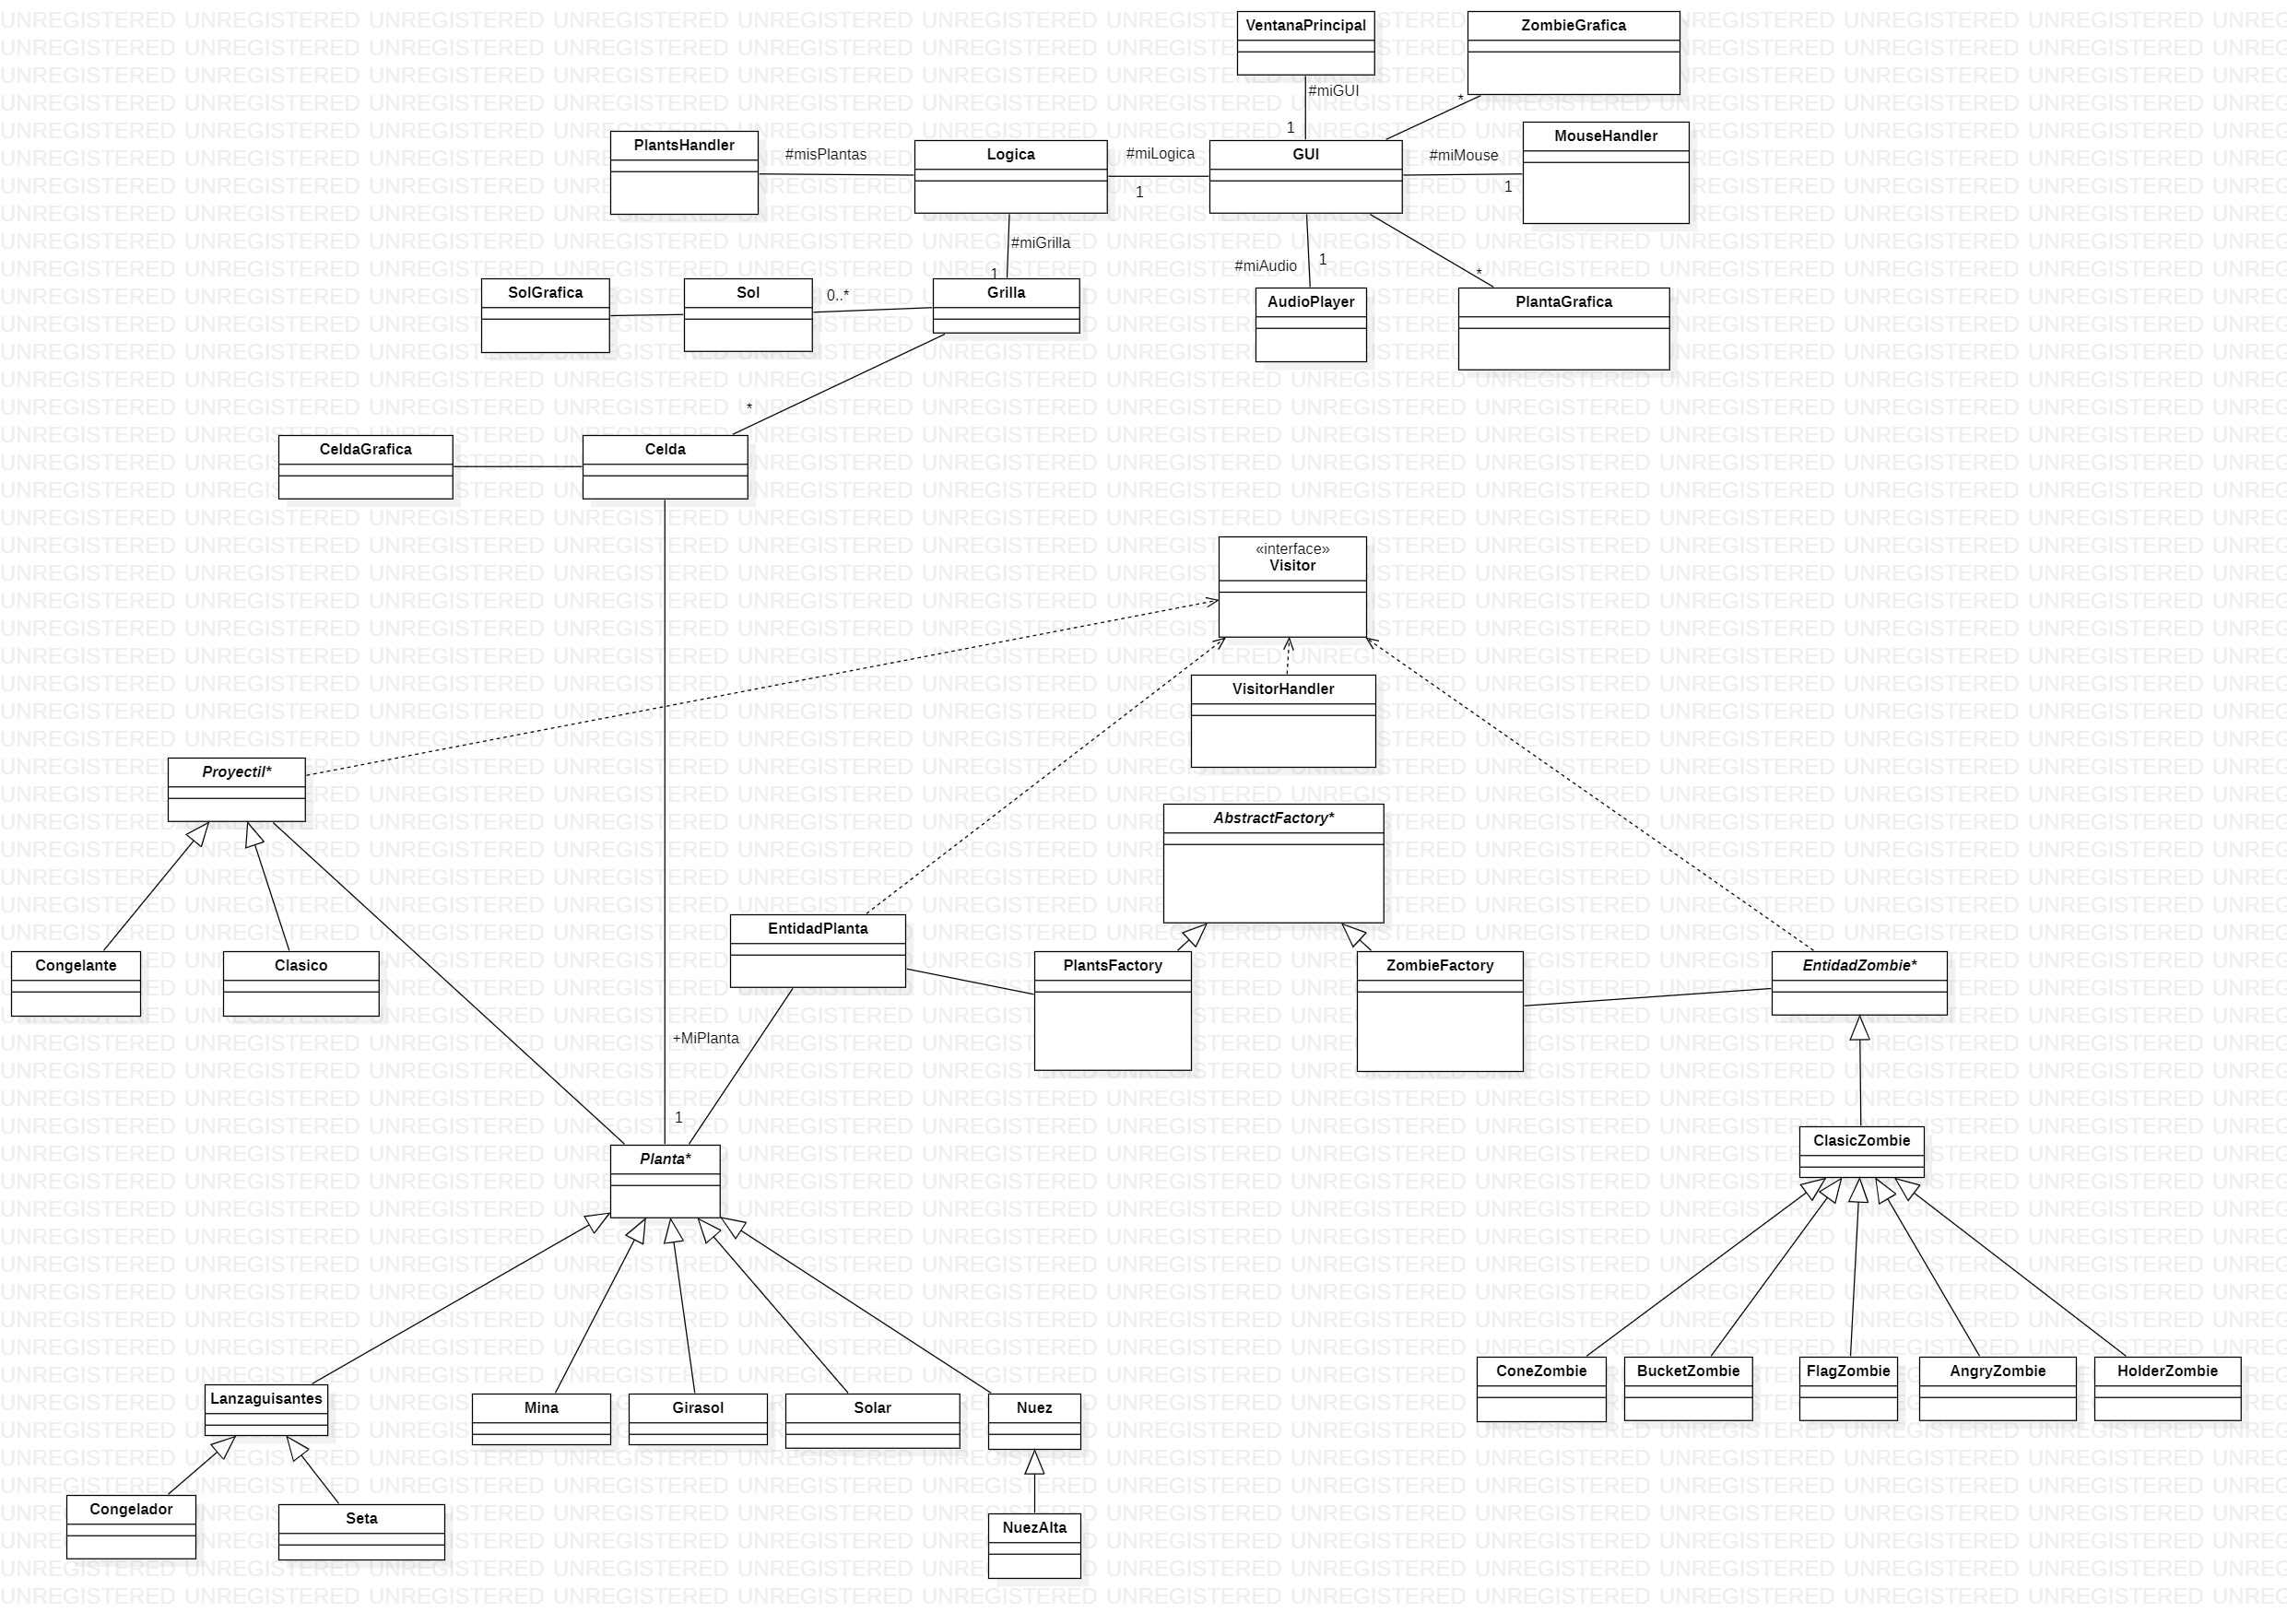 VentanaPrincipal
ZombieGrafica
#miGUI
*
1
PlantsHandler
#misPlantas
Logica
#miLogica
1
GUI
#miMouse
1
MouseHandler
#miGrilla
1
#miAudio
1
*
SolGrafica
Sol
0..*
Grilla
AudioPlayer
PlantaGrafica
*
CeldaGrafica
Celda
«interface»
Visitor
VisitorHandler
Proyectil*
AbstractFactory*
EntidadPlanta
Congelante
Clasico
PlantsFactory
ZombieFactory
EntidadZombie*
+MiPlanta
1
Planta*
ClasicZombie
ConeZombie
BucketZombie
FlagZombie
AngryZombie
HolderZombie
Lanzaguisantes
Mina
Girasol
Solar
Nuez
Congelador
Seta
NuezAlta
UNREGISTERED